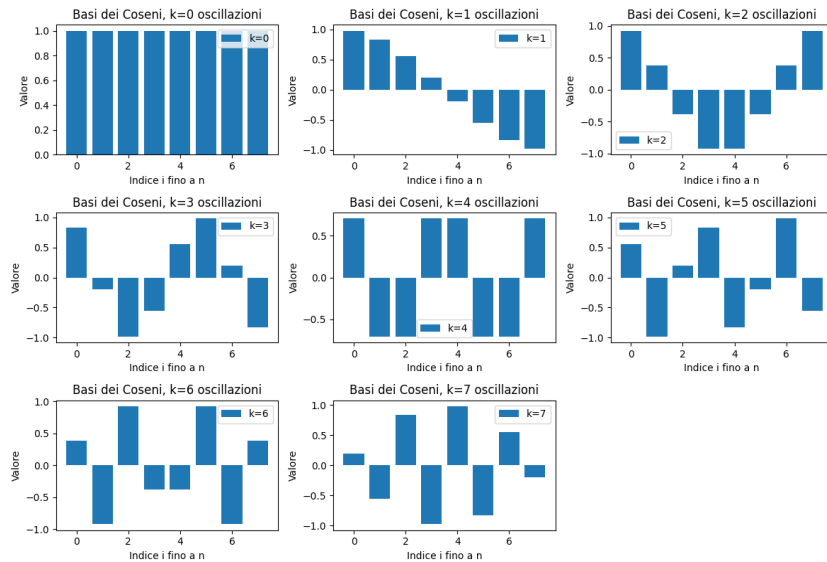 Basi dei Coseni, k=0 oscillazioni
1.0
0.8
0.6
0.4
0.2
0.0
Valore
k=0
0 2 4 6
Indice i fino a n
Basi dei Coseni, k=1 oscillazioni
1.0
0.5
0.0
−0.5
−1.0
Valore
k=1
0 2 4 6
Indice i fino a n
Basi dei Coseni, k=2 oscillazioni
0.5
0.0
−0.5
−1.0
Valore
k=2
0 2 4 6
Indice i fino a n
Basi dei Coseni, k=3 oscillazioni
1.0
0.5
0.0
−0.5
−1.0
Valore
k=3
0 2 4 6
Indice i fino a n
Basi dei Coseni, k=4 oscillazioni
0.5
0.0
−0.5
Valore
k=4
0 2 4 6
Indice i fino a n
Basi dei Coseni, k=5 oscillazioni
1.0
0.5
0.0
−0.5
−1.0
Valore
k=5
0 2 4 6
Indice i fino a n
Basi dei Coseni, k=6 oscillazioni
1.0
0.5
0.0
−0.5
−1.0
Valore
k=6
0 2 4 6
Indice i fino a n
Basi dei Coseni, k=7 oscillazioni
1.0
0.5
0.0
−0.5
−1.0
Valore
k=7
0 2 4 6
Indice i fino a n